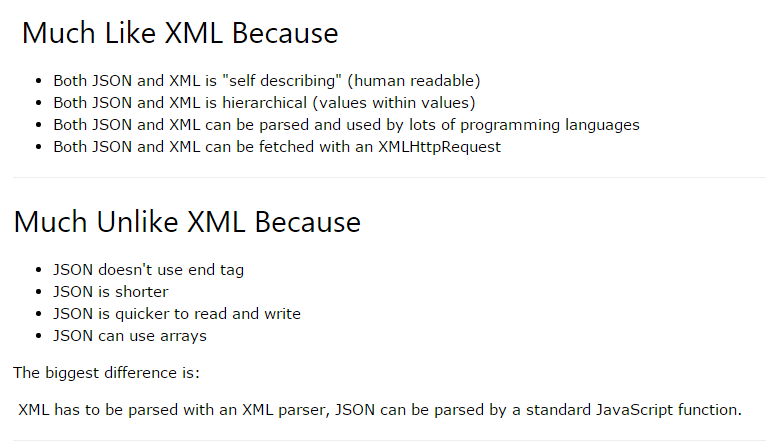 Much Like XML Because
Both JSON and XML is "self describing" (human readable)
Both JSON and XML is hierarchical (values within values)
Both JSON and XML can be parsed and used by lots of programming languages
Both JSON and XML can be fetched with an XMLHttpRequest
Much Unlike XML Because
JSON doesn't use end tag
JSON is shorter
JSON is quicker to read and write
JSON can use arrays
The biggest difference is:
XML has to be parsed with an XML parser, JSON can be parsed by a standard JavaScript function.